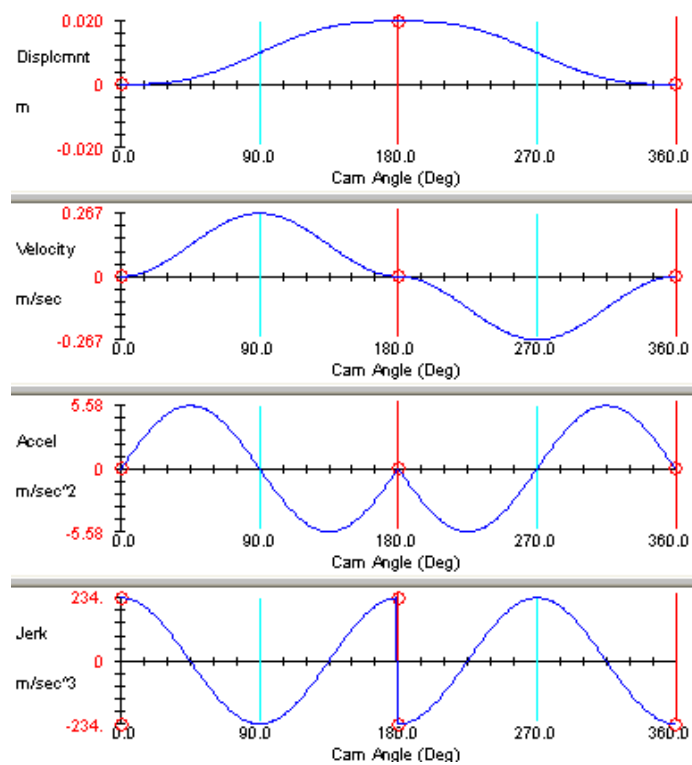 0.020
Displcmnt
0
m
-0.020
0.0 90.0 180.0 270.0 360.0
Cam Angle (Deg)
0.267
Velocity
0
m/sec
-0.267
0.0 90.0 180.0 270.0 360.0
Cam Angle (Deg)
5.58
Accel
0
m/sec^2
-5.58
0.0 90.0 180.0 270.0 360.0
Cam Angle (Deg)
234.
Jerk
0
m/sec^3
-234.
0.0 90.0 180.0 270.0 360.0
Cam Angle (Deg)